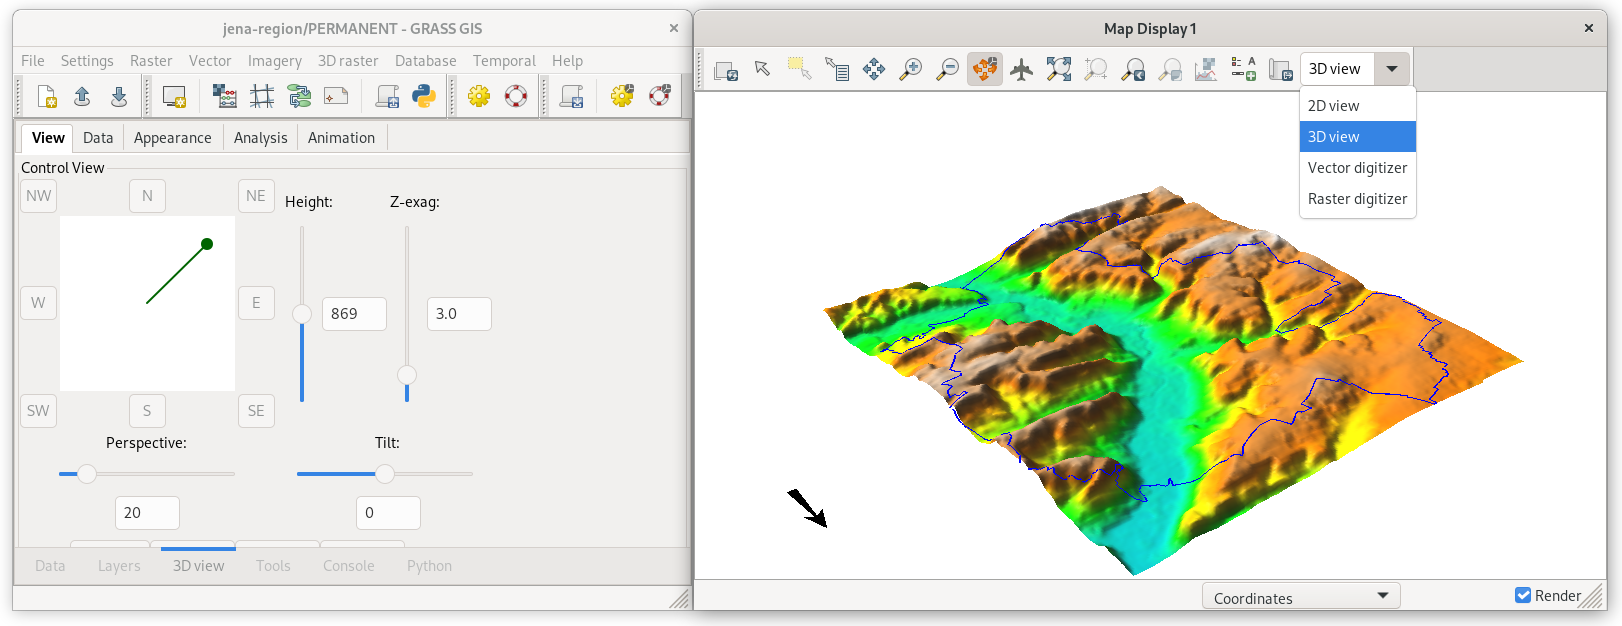 jena-region/PERMANENT - GRASS GIS
File Settings Raster Vector Imagery 3D raster Database Temporal Help
View Data Appearance Analysis Animation
Control View
NW N NE
Height: Z-exag:
W E
869 3.0
SW S SE
Perspective: Tilt:
20 0
Data Layers 3D view Tools Console Python
Map Display 1
3D view
2D view
3D view
Vector digitizer
Raster digitizer
Coordinates
Render